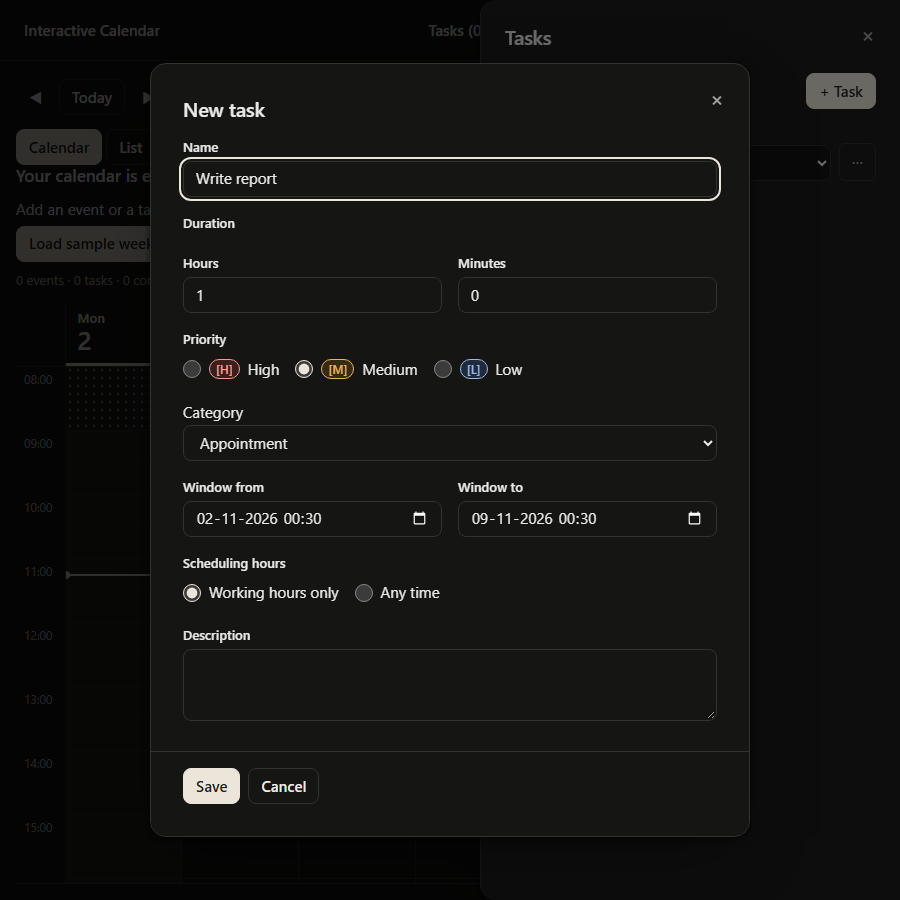 Interactive Calendar
Tasks (0
Tasks
×
◀ Today ▶
+ Task
Calendar List
...
Your calendar is e
Add an event or a ta
Load sample week
0 events · 0 tasks · 0 con
Mon
2
08:00
09:00
10:00
11:00
12:00
13:00
14:00
15:00
New task
×
Name
Write report
Duration
Hours Minutes
1 0
Priority
[H] High [M] Medium [L] Low
Category
Appointment
Window from Window to
02-11-2026 00:30 09-11-2026 00:30
Scheduling hours
Working hours only Any time
Description
Save Cancel